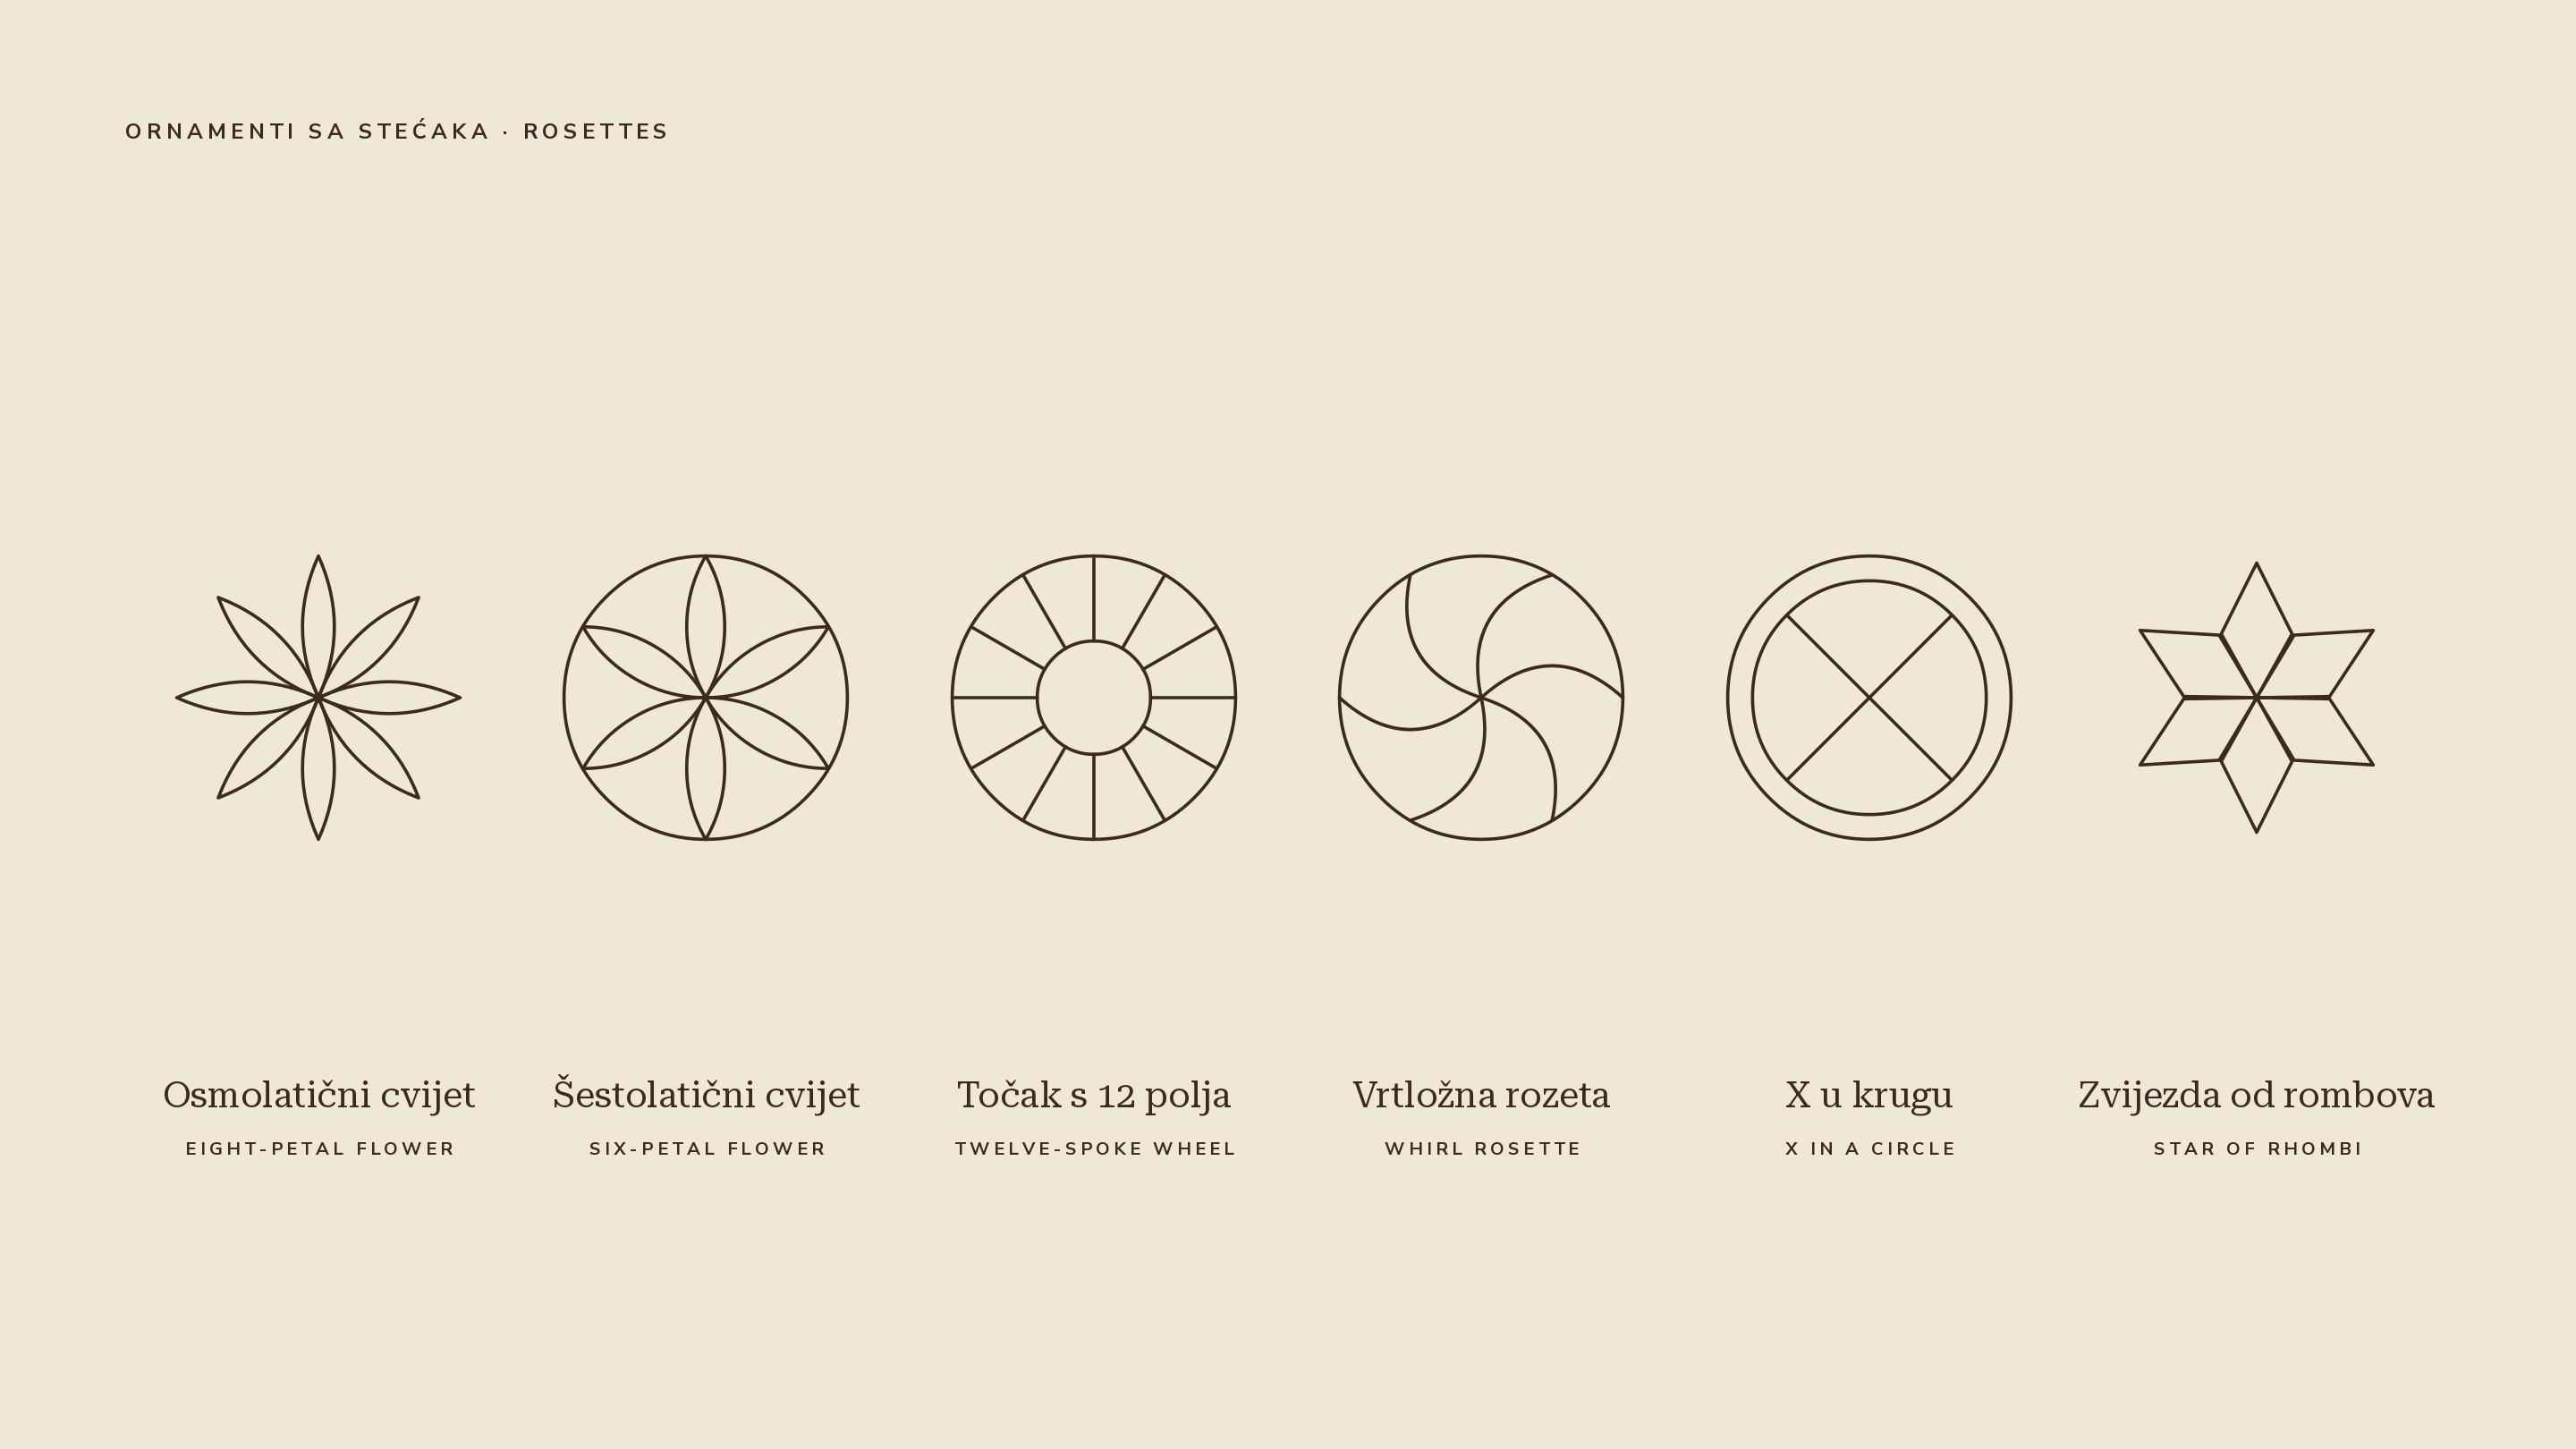 ORNAMENTI SA STEĆAKA · ROSETTES
Osmolatični cvijet
EIGHT-PETAL FLOWER
Šestolatični cvijet
SIX-PETAL FLOWER
Točak s 12 polja
TWELVE-SPOKE WHEEL
Vrtložna rozeta
WHIRL ROSETTE
X u krugu
X IN A CIRCLE
Zvijezda od rombova
STAR OF RHOMBI